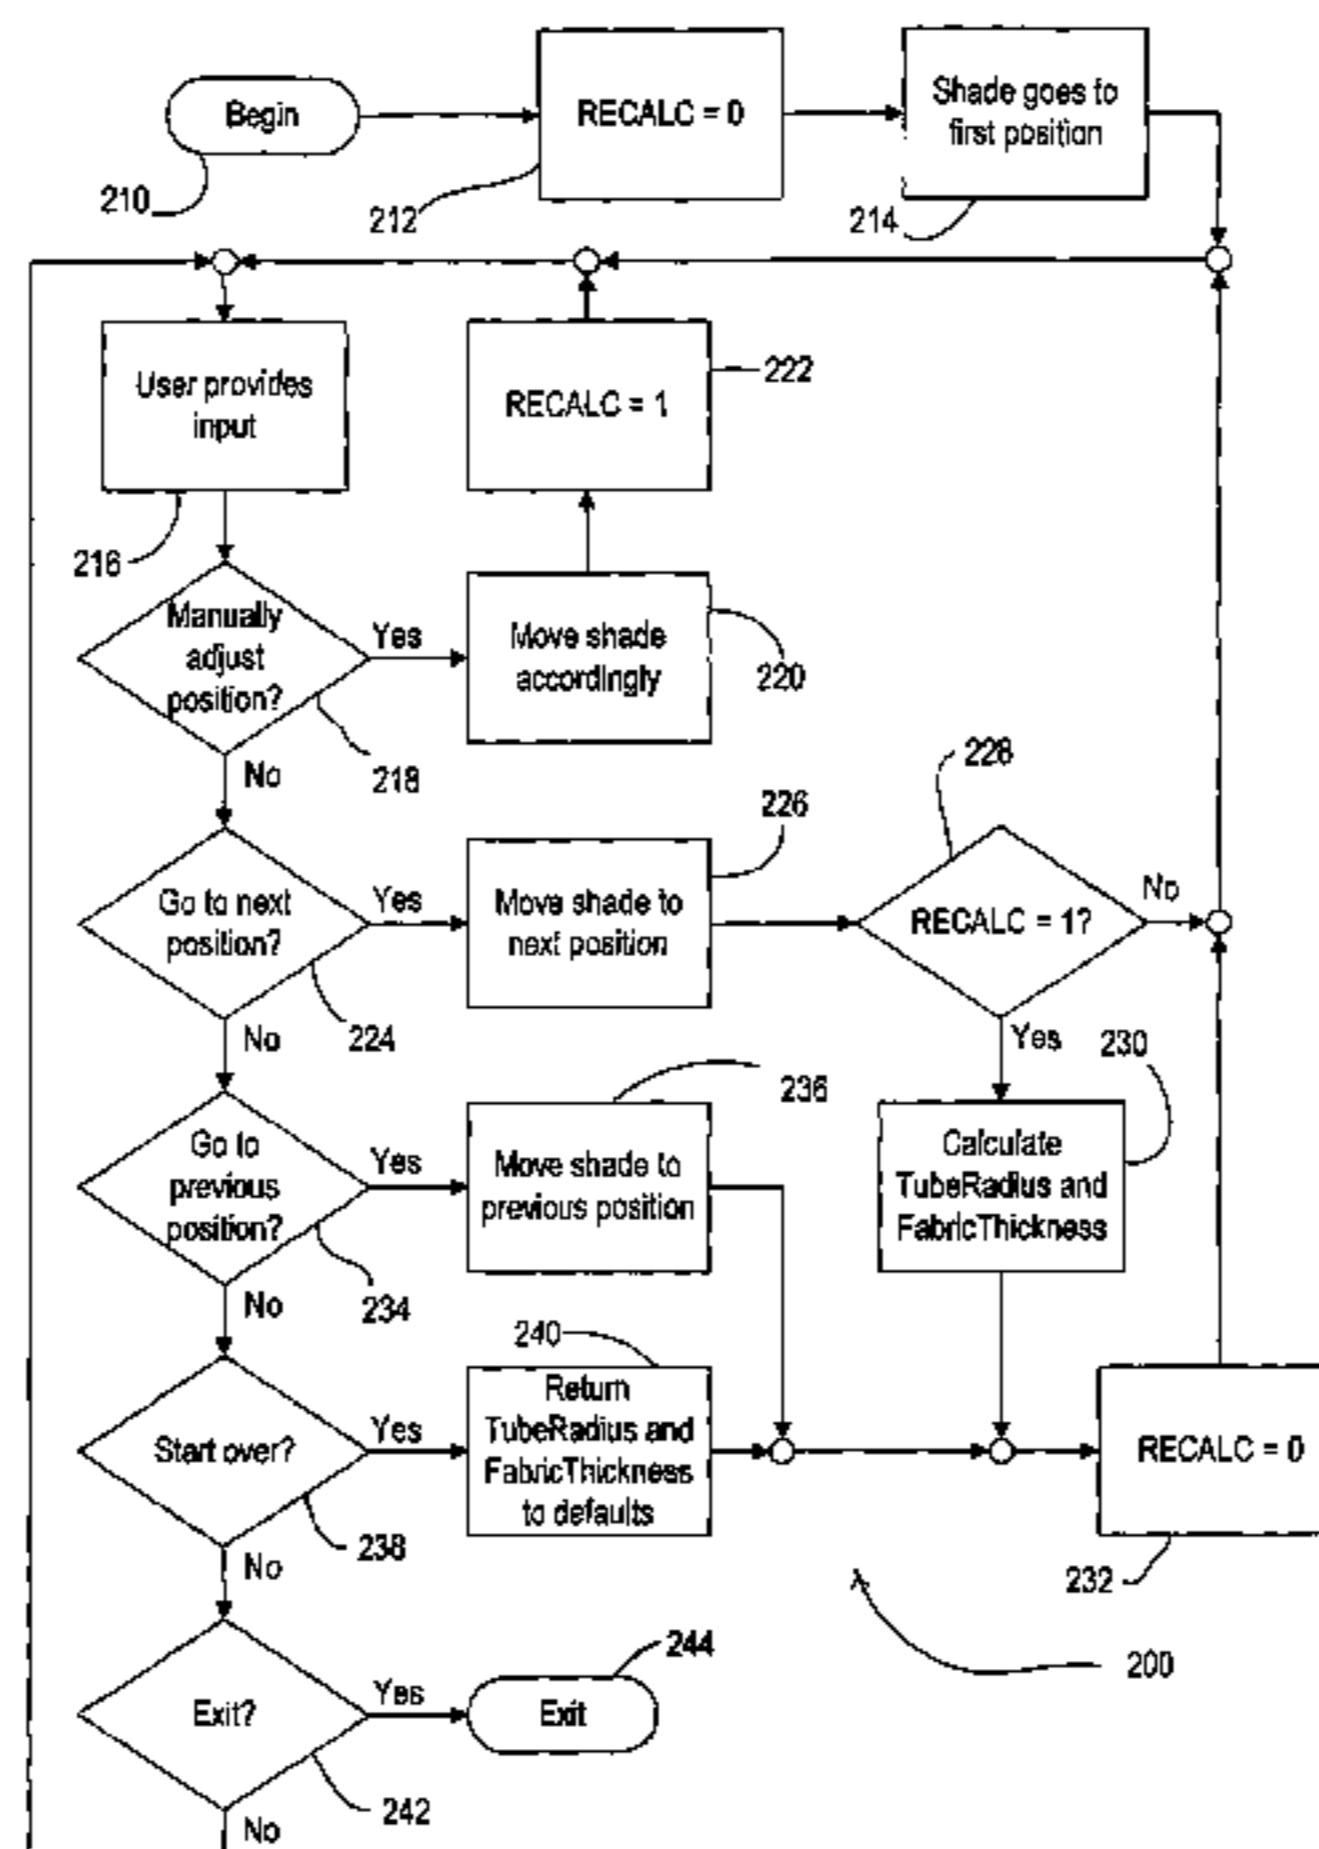 Begin
210
RECALC = 0
212
Shade goes to
first position
214
User provides
input
216
RECALC = 1
222
Manually
adjust
position?
Yes
No
218
Move shade
accordingly
220
Go to next
position?
Yes
No
224
Move shade to
next position
226
RECALC = 1?
No
Yes
228
Calculate
TubeRadius and
FabricThickness
230
Go to
previous
position?
Yes
No
234
Move shade to
previous position
236
Start over?
Yes
No
238
Return
TubeRadius and
FabricThickness
to defaults
240
RECALC = 0
232
200
Exit?
Yes
No
242
Exit
244